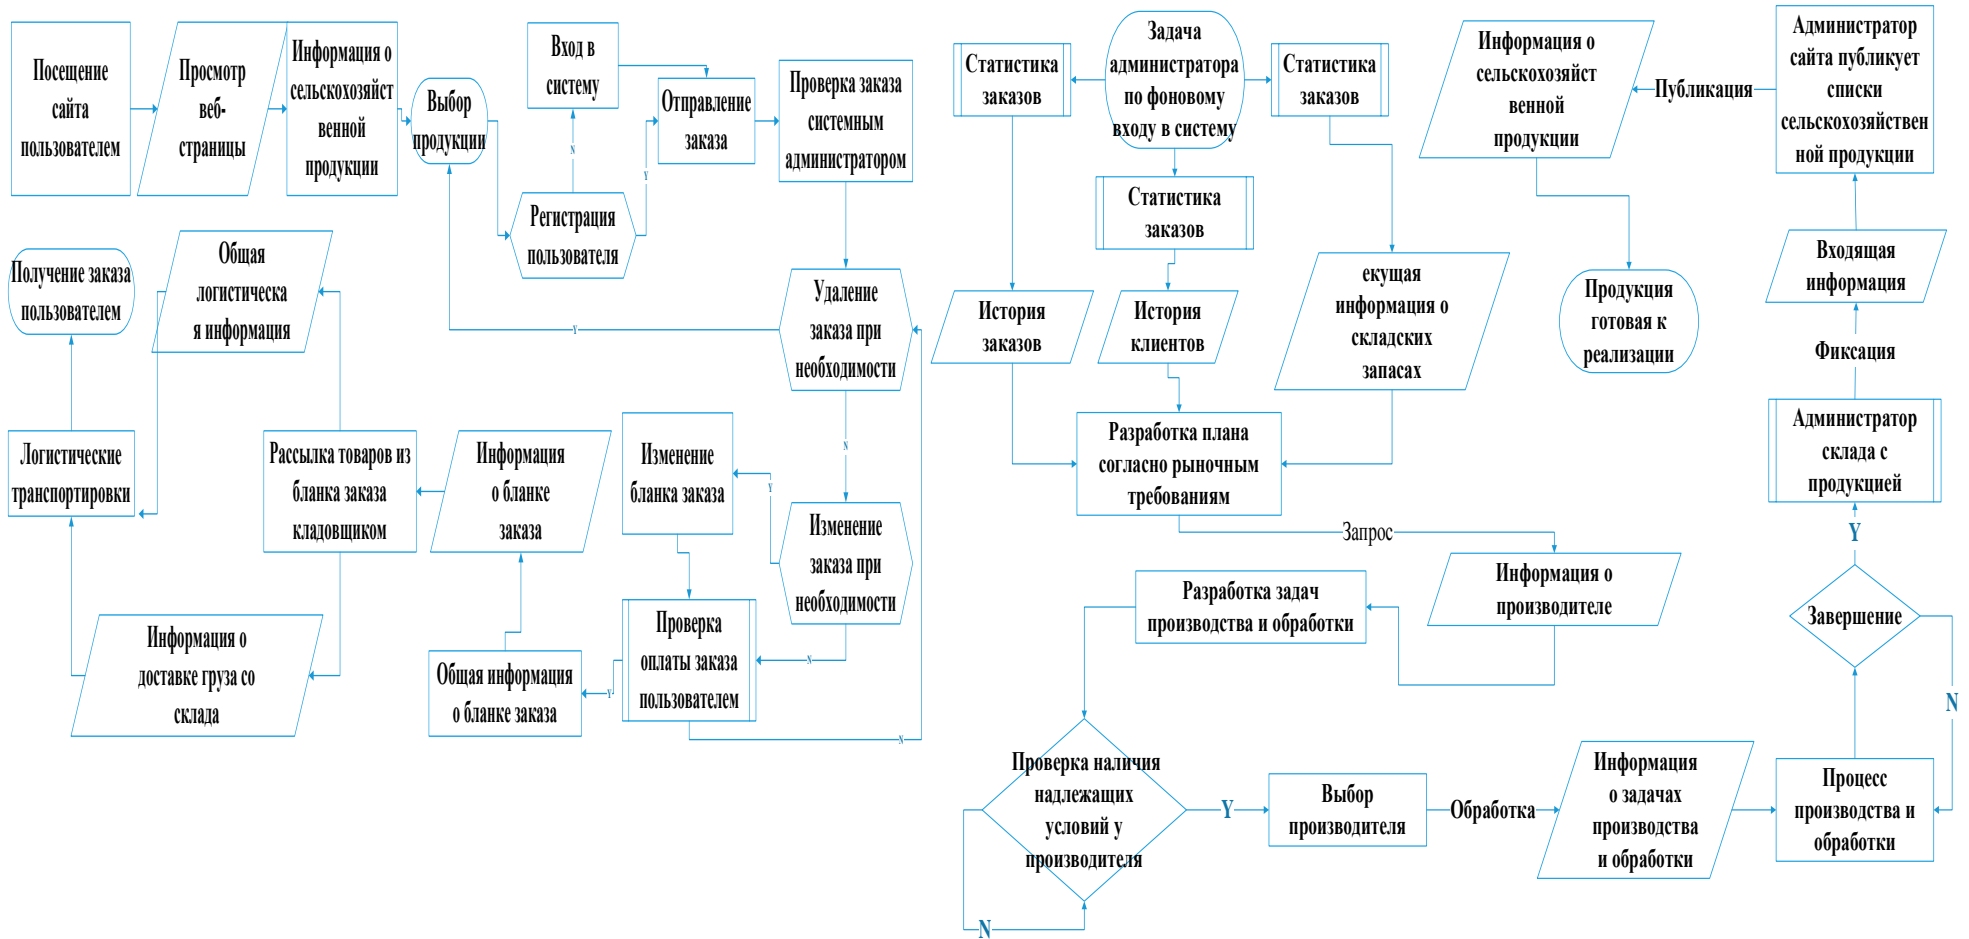 Посещение
сайта
пользователем
Просмотр
веб-
страницы
Информация о
сельскохозяйст
венной
продукции
Выбор
продукции
Вход в
систему
N
Регистрация
пользователя
Y
Отправление
заказа
Проверка заказа
системным
администратором
Удаление
заказа при
необходимости
Y
N
Изменение
заказа при
необходимости
Y
N
Изменение
бланка заказа
Проверка
оплаты заказа
пользователем
Y
N
Общая информация
о бланке заказа
Информация
о бланке
заказа
Рассылка товаров из
бланка заказа
кладовщиком
Общая
логистическа
я информация
Информация о
доставке груза со
склада
Логистические
транспортировки
Получение заказа
пользователем
Статистика
заказов
Задача
администратора
по фоновому
входу в систему
Статистика
заказов
Статистика
заказов
История
заказов
История
клиентов
екущая
информация о
складских
запасах
Разработка плана
согласно рыночным
требованиям
Запрос
Информация о
производителе
Разработка задач
производства и обработки
Проверка наличия
надлежащих
условий у
производителя
N
Y
Выбор
производителя
Обработка
Информация
о задачах
производства
и обработки
Процесс
производства и
обработки
Завершение
N
Y
Администратор
склада с
продукцией
Фиксация
Входящая
информация
Администратор
сайта публикует
списки
сельскохозяйствен
ной продукции
Публикация
Информация о
сельскохозяйст
венной
продукции
Продукция
готовая к
реализации